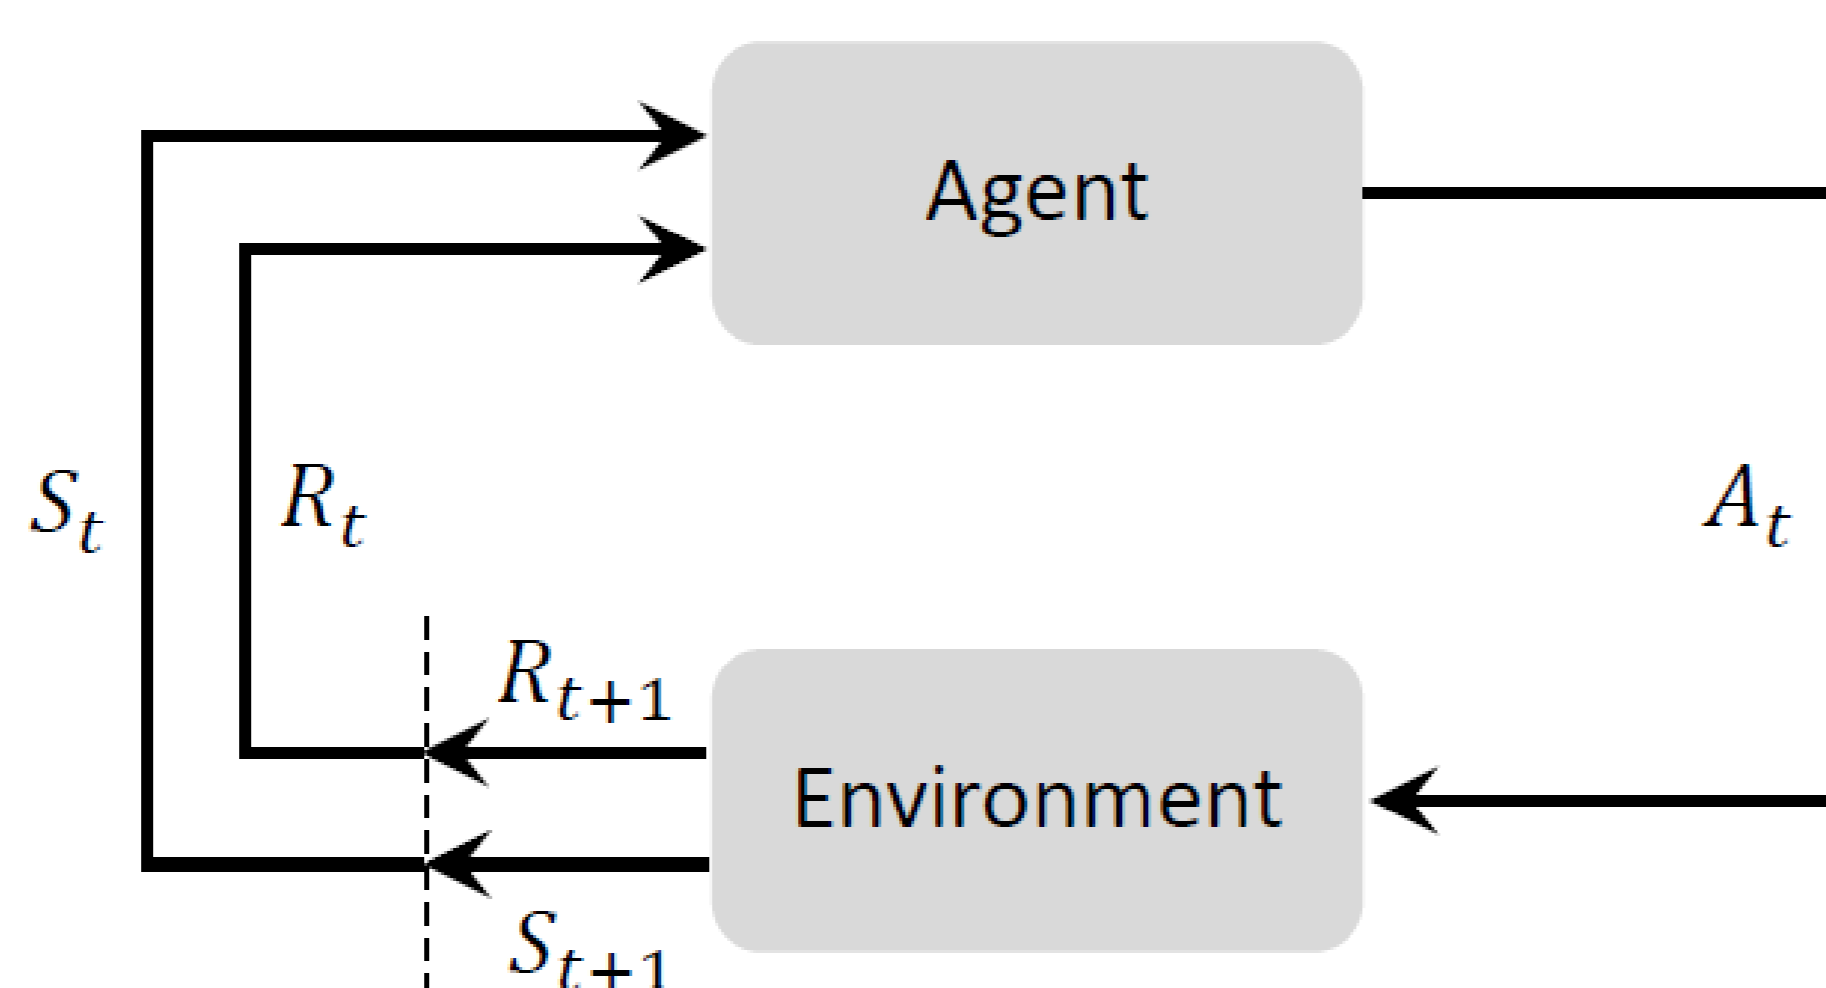 Agent
S_t
R_t
A_t
R_{t+1}
Environment
S_{t+1}